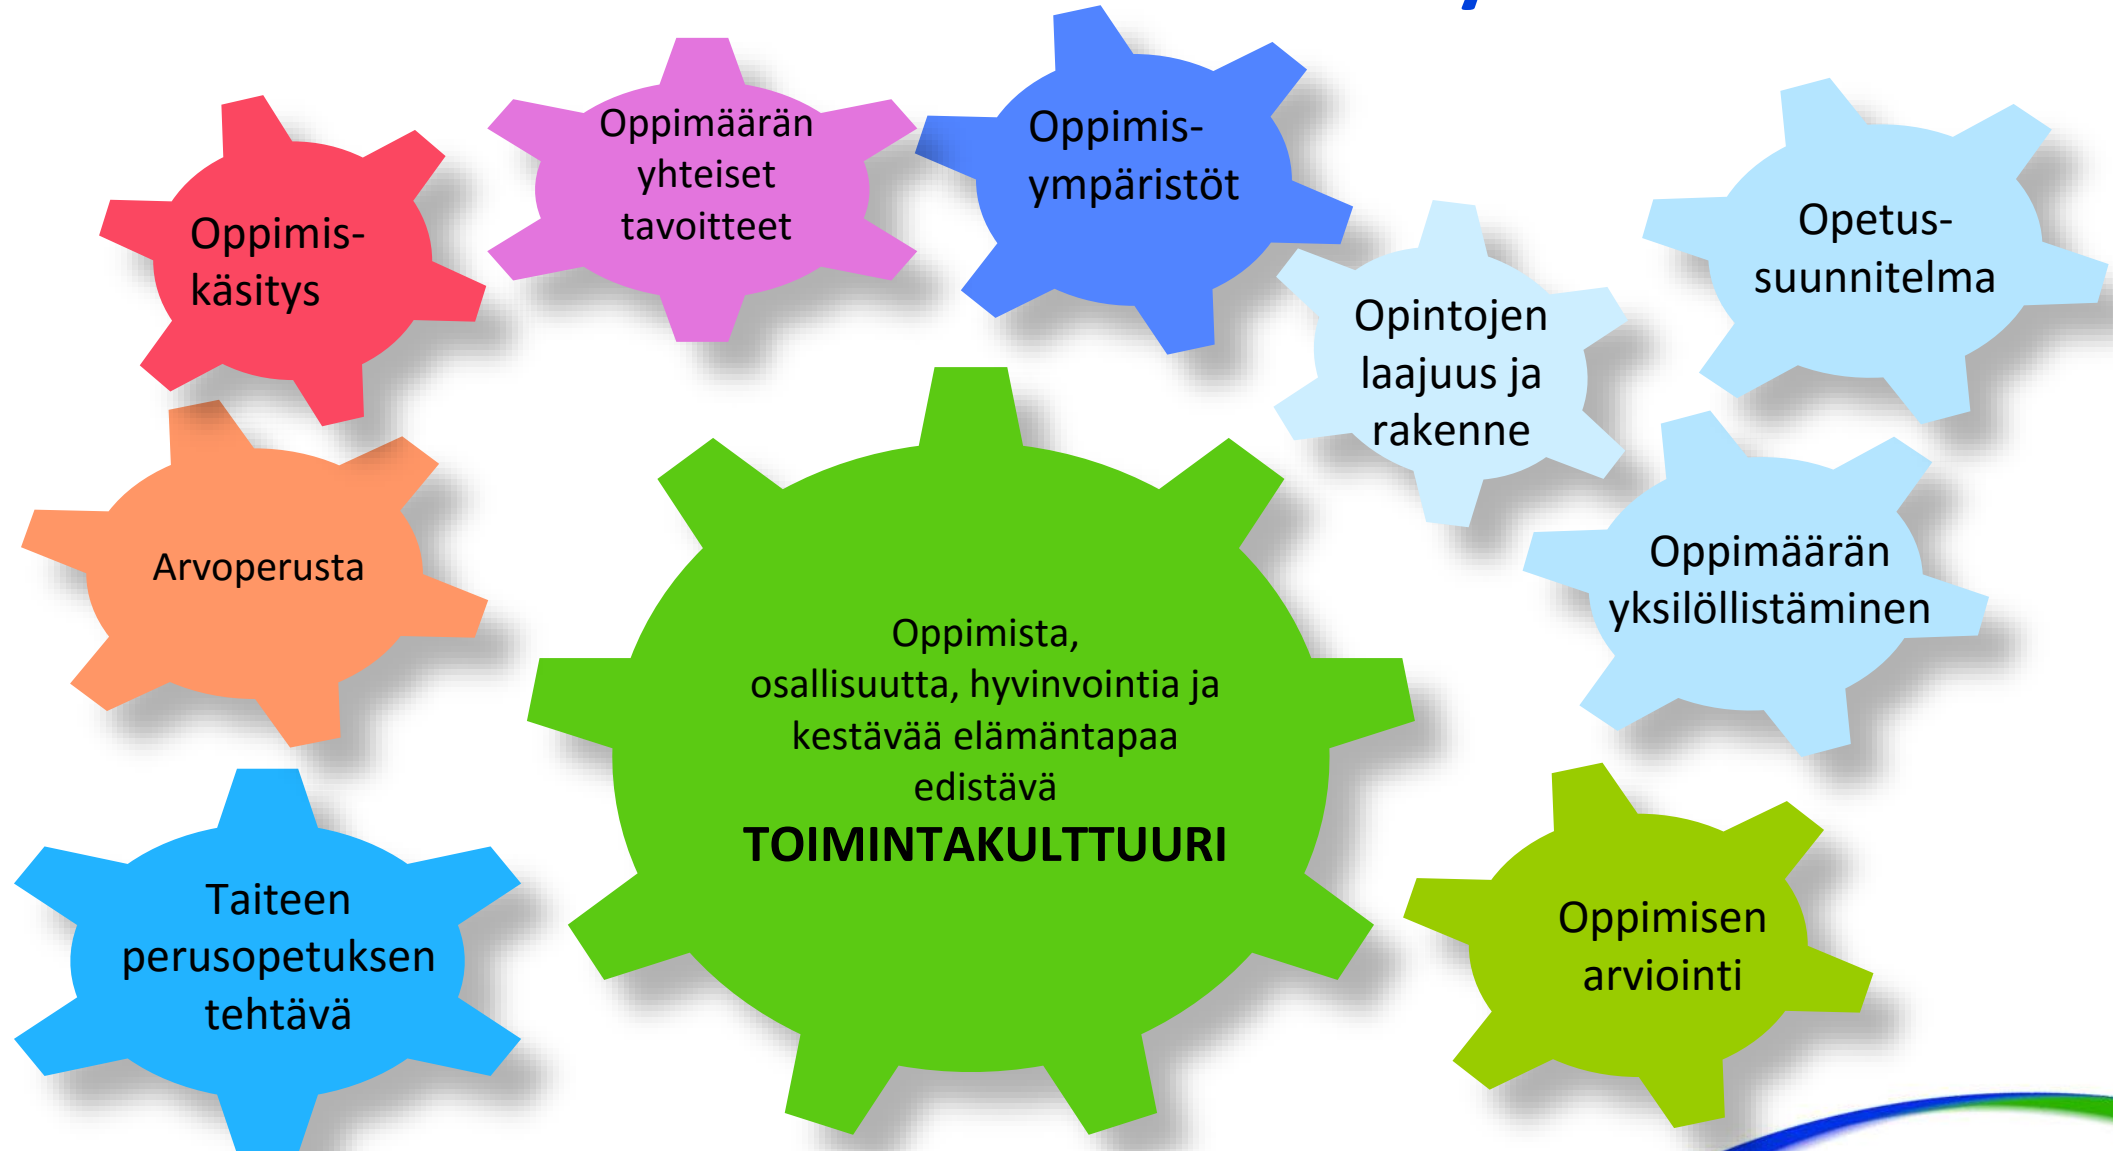 Oppimis-
käsitys
Oppimäärän
yhteiset
tavoitteet
Oppimis-
ympäristöt
Opintojen
laajuus ja
rakenne
Opetus-
suunnitelma
Arvoperusta
Oppimäärän
yksilöllistäminen
Oppimista,
osallisuutta, hyvinvointia ja
kestävää elämäntapaa
edistävä
TOIMINTAKULTTUURI
Taiteen
perusopetuksen
tehtävä
Oppimisen
arviointi